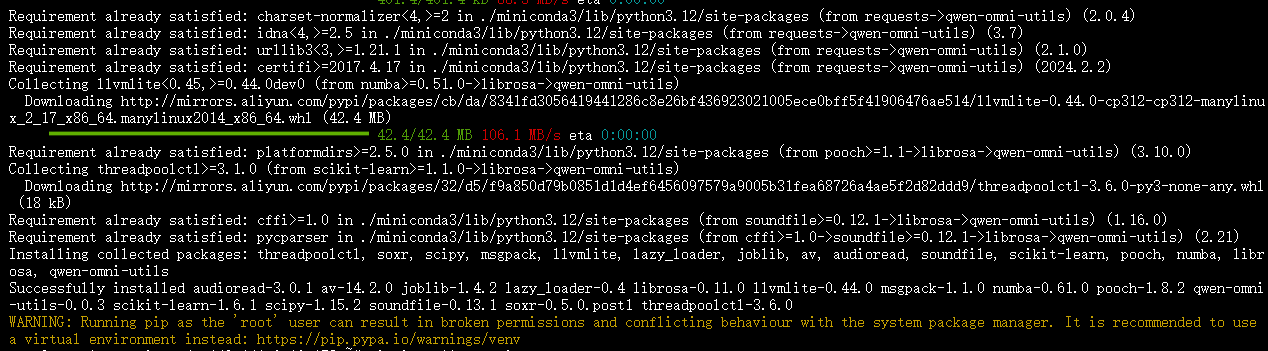 Requirement already satisfied: charset-normalizer<4,>=2 in ./miniconda3/lib/python3.12/site-packages (from requests->qwen-omni-utils) (2.0.4)
Requirement already satisfied: idna<4,>=2.5 in ./miniconda3/lib/python3.12/site-packages (from requests->qwen-omni-utils) (3.7)
Requirement already satisfied: urllib3<3,>=1.21.1 in ./miniconda3/lib/python3.12/site-packages (from requests->qwen-omni-utils) (2.1.0)
Requirement already satisfied: certifi>=2017.4.17 in ./miniconda3/lib/python3.12/site-packages (from requests->qwen-omni-utils) (2024.2.2)
Collecting llvmlite<0.45,>=0.44.0dev0 (from numba>=0.51.0->librosa->qwen-omni-utils)
  Downloading http://mirrors.aliyun.com/pypi/packages/cb/da/8341fd3056419441286c8e26bf436923021005ece0bff5f41906476ae514/llvmlite-0.44.0-cp312-cp312-manylinu
x_2_17_x86_64.manylinux2014_x86_64.whl (42.4 MB)
42.4/42.4 MB 106.1 MB/s eta 0:00:00
Requirement already satisfied: platformdirs>=2.5.0 in ./miniconda3/lib/python3.12/site-packages (from pooch>=1.1->librosa->qwen-omni-utils) (3.10.0)
Collecting threadpoolctl>=3.1.0 (from scikit-learn>=1.1.0->librosa->qwen-omni-utils)
  Downloading http://mirrors.aliyun.com/pypi/packages/32/d5/f9a850d79b0851d1d4ef6456097579a9005b31fea68726a4ae5f2d82ddd9/threadpoolctl-3.6.0-py3-none-any.whl
 (18 kB)
Requirement already satisfied: cffi>=1.0 in ./miniconda3/lib/python3.12/site-packages (from soundfile>=0.12.1->librosa->qwen-omni-utils) (1.16.0)
Requirement already satisfied: pycparser in ./miniconda3/lib/python3.12/site-packages (from cffi>=1.0->soundfile>=0.12.1->librosa->qwen-omni-utils) (2.21)
Installing collected packages: threadpoolctl, soxr, scipy, msgpack, llvmlite, lazy_loader, joblib, av, audioread, soundfile, scikit-learn, pooch, numba, libr
osa, qwen-omni-utils
Successfully installed audioread-3.0.1 av-14.2.0 joblib-1.4.2 lazy_loader-0.4 librosa-0.11.0 llvmlite-0.44.0 msgpack-1.1.0 numba-0.61.0 pooch-1.8.2 qwen-omni
-utils-0.0.3 scikit-learn-1.6.1 scipy-1.15.2 soundfile-0.13.1 soxr-0.5.0.post1 threadpoolctl-3.6.0
WARNING: Running pip as the 'root' user can result in broken permissions and conflicting behaviour with the system package manager. It is recommended to use
a virtual environment instead: https://pip.pypa.io/warnings/venv